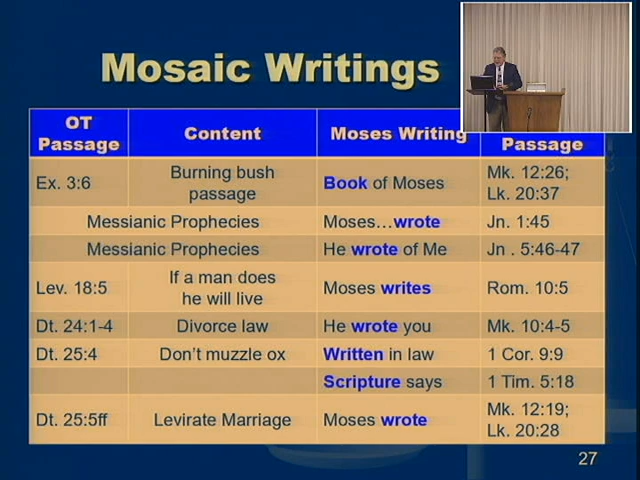 Mosaic Writings
OT
Passage
Content
Moses Writing
Passage
Ex. 3:6
Burning bush
passage
Book of Moses
Mk. 12:26;
Lk. 20:37
Messianic Prophecies
Moses…wrote
Jn. 1:45
Messianic Prophecies
He wrote of Me
Jn . 5:46-47
Lev. 18:5
If a man does
he will live
Moses writes
Rom. 10:5
Dt. 24:1-4
Divorce law
He wrote you
Mk. 10:4-5
Dt. 25:4
Don't muzzle ox
Written in law
1 Cor. 9:9
Scripture says
1 Tim. 5:18
Dt. 25:5ff
Levirate Marriage
Moses wrote
Mk. 12:19;
Lk. 20:28
27